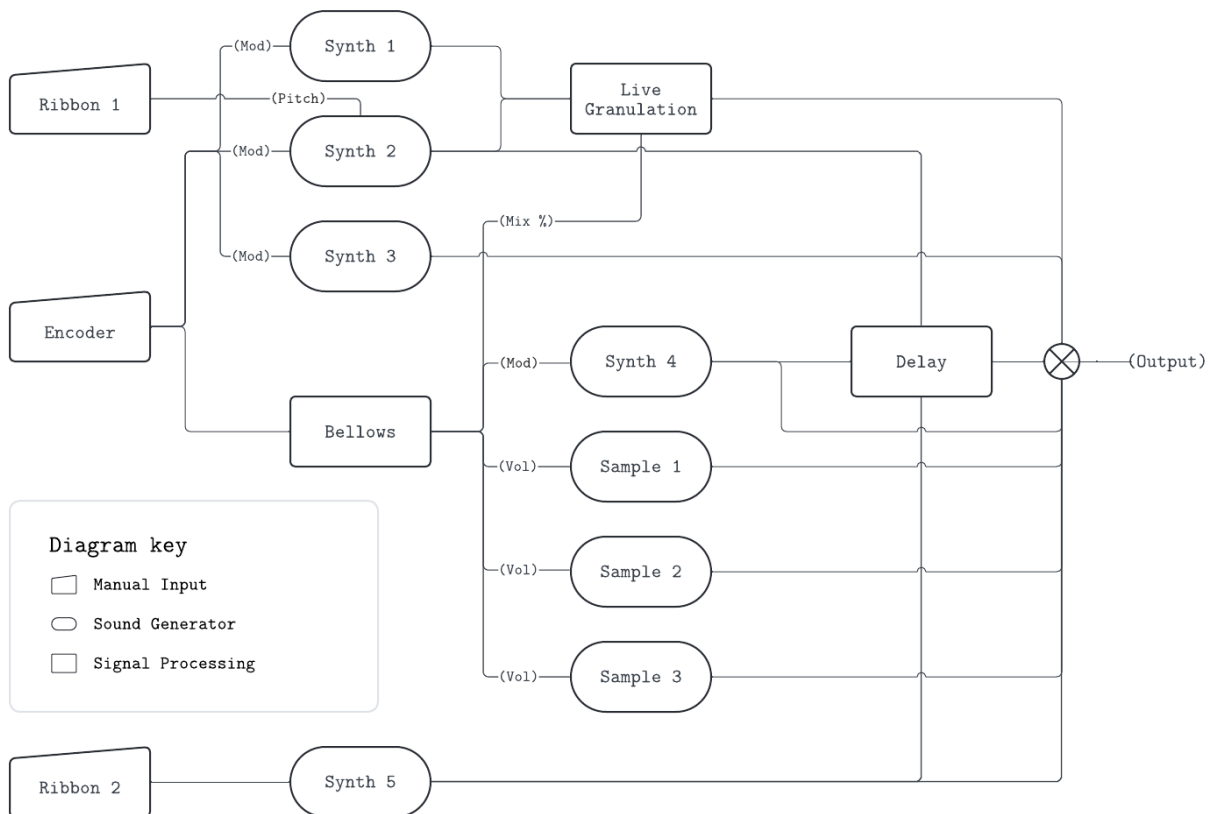 (Mod)
Synth 1
Ribbon 1
(Pitch)
Live
Granulation
(Mod)
Synth 2
(Mix %)
(Mod)
Synth 3
Encoder
(Mod)
Synth 4
Delay
(Output)
Bellows
(Vol)
Sample 1
Diagram key
Manual Input
Sound Generator
Signal Processing
(Vol)
Sample 2
(Vol)
Sample 3
Ribbon 2
Synth 5